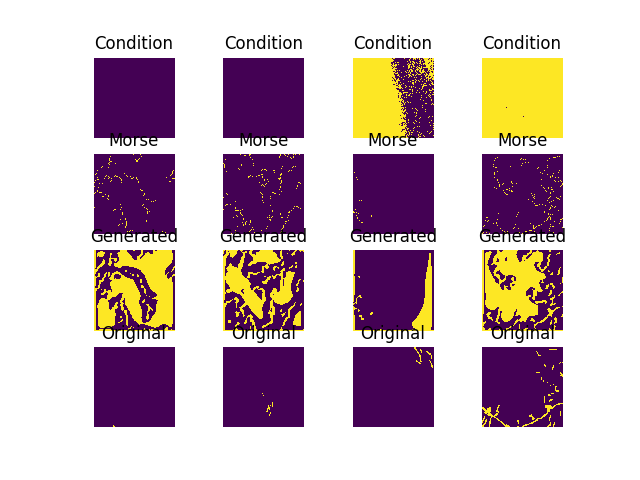 Condition Condition Condition Condition
Morse Morse Morse Morse
Generated Generated Generated Generated
Original Original Original Original